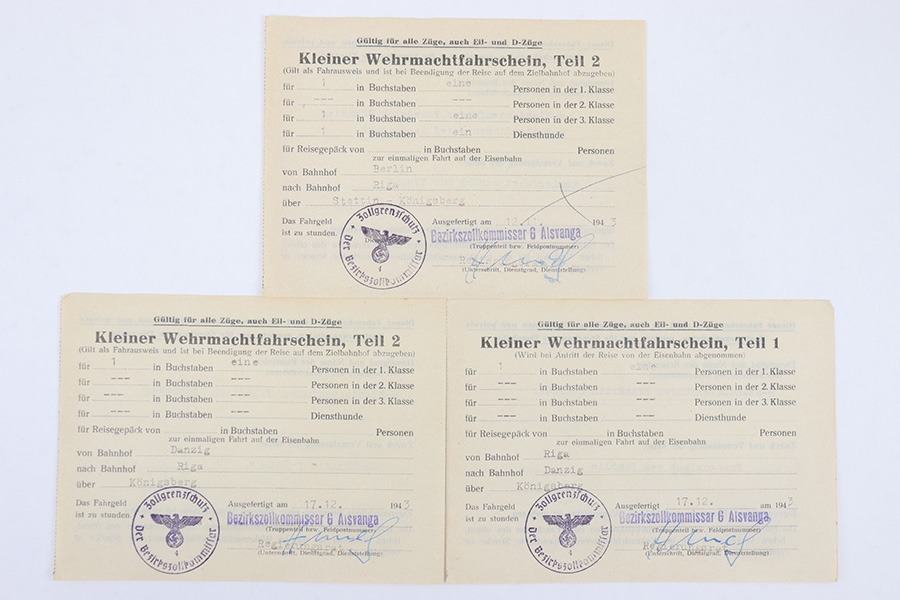 Gültig für alle Züge, auch Eil- und D-Züge
Kleiner Wehrmachtfahrschein, Teil 2
(Gilt als Fahrausweis und ist bei Beendigung der Reise auf dem Zielbahnhof abzugeben)
für 1 in Buchstaben eine Personen in der 1. Klasse
für --- in Buchstaben --- Personen in der 2. Klasse
für 1 in Buchstaben eine Personen in der 3. Klasse
für 1 in Buchstaben ein Diensthunde
für Reisegepäck von in Buchstaben Personen
zur einmaligen Fahrt auf der Eisenbahn
von Bahnhof Berlin
nach Bahnhof Riga
über Stettin - Königsberg
Das Fahrgeld ist zu stunden.
Zollgrenzschutz
Der Bezirkszollkommissar
4
Ausgefertigt am 12. 1943
Bezirkszollkommissar G Alsvanga
(Truppenteil bzw. Feldpostnummer)
(Unterschrift, Dienstgrad, Dienststellung)
Gültig für alle Züge, auch Eil- und D-Züge
Kleiner Wehrmachtfahrschein, Teil 2
(Gilt als Fahrausweis und ist bei Beendigung der Reise auf dem Zielbahnhof abzugeben)
für 1 in Buchstaben eine Personen in der 1. Klasse
für --- in Buchstaben --- Personen in der 2. Klasse
für --- in Buchstaben --- Personen in der 3. Klasse
für --- in Buchstaben --- Diensthunde
für Reisegepäck von in Buchstaben Personen
zur einmaligen Fahrt auf der Eisenbahn
von Bahnhof Danzig
nach Bahnhof Riga
über Königsberg
Das Fahrgeld ist zu stunden.
Zollgrenzschutz
Der Bezirkszollkommissar
4
Ausgefertigt am 17.12. 1943
Bezirkszollkommissar G Alsvanga
(Truppenteil bzw. Feldpostnummer)
(Unterschrift, Dienstgrad, Dienststellung)
Gültig für alle Züge, auch Eil- und D-Züge
Kleiner Wehrmachtfahrschein, Teil 1
(Wird bei Antritt der Reise von der Eisenbahn abgenommen)
für 1 in Buchstaben eine Personen in der 1. Klasse
für --- in Buchstaben --- Personen in der 2. Klasse
für --- in Buchstaben --- Personen in der 3. Klasse
für --- in Buchstaben --- Diensthunde
für Reisegepäck von in Buchstaben Personen
zur einmaligen Fahrt auf der Eisenbahn
von Bahnhof Riga
nach Bahnhof Danzig
über Königsberg
Das Fahrgeld ist zu stunden.
Zollgrenzschutz
Der Bezirkszollkommissar
4
Ausgefertigt am 17.12. 1943
Bezirkszollkommissar G Alsvanga
(Truppenteil bzw. Feldpostnummer)
(Unterschrift, Dienstgrad, Dienststellung)